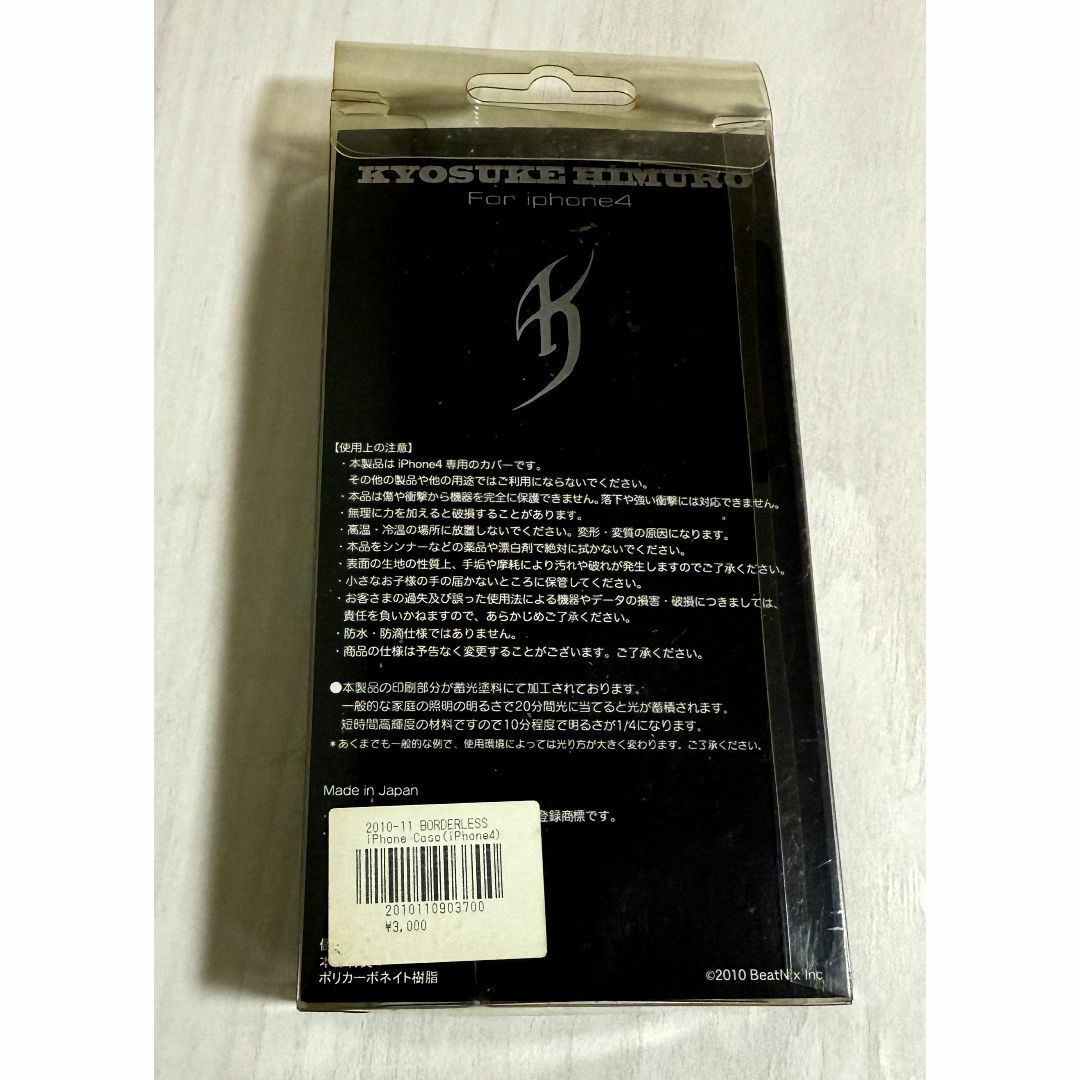 KYOSUKE HIMURO
For iphone4
【使用上の注意】
・本製品は iPhone4 専用のカバーです。
その他の製品や他の用途ではご利用にならないでください。
・本品は傷や衝撃から機器を完全に保護できません。落下や強い衝撃には対応できません。
・無理に力を加えると破損することがあります。
・高温・冷温の場所に放置しないでください。変形・変質の原因になります。
・本品をシンナーなどの薬品や漂白剤で絶対に拭かないでください。
・表面の生地の性質上、手垢や摩耗により汚れや破れが発生しますのでご了承ください。
・小さなお子様の手の届かないところに保管してください。
・お客さまの過失及び誤った使用法による機器やデータの損害・破損につきましては、
責任を負いかねますので、あらかじめご了承ください。
・防水・防滴仕様ではありません。
・商品の仕様は予告なく変更することがございます。ご了承ください。
●本製品の印刷部分が蓄光塗料にて加工されております。
一般的な家庭の照明の明るさで20分間光に当てると光が蓄積されます。
短時間高輝度の材料ですので10分程度で明るさが1/4になります。
*あくまでも一般的な例で、使用環境によっては光り方が大きく変わります。ご了承ください。
Made in Japan
登録商標です。
2010-11 BORDERLESS
iPhone Case(iPhone4)
2010110903700
¥3,000
ポリカーボネイト樹脂
©2010 BeatNix Inc